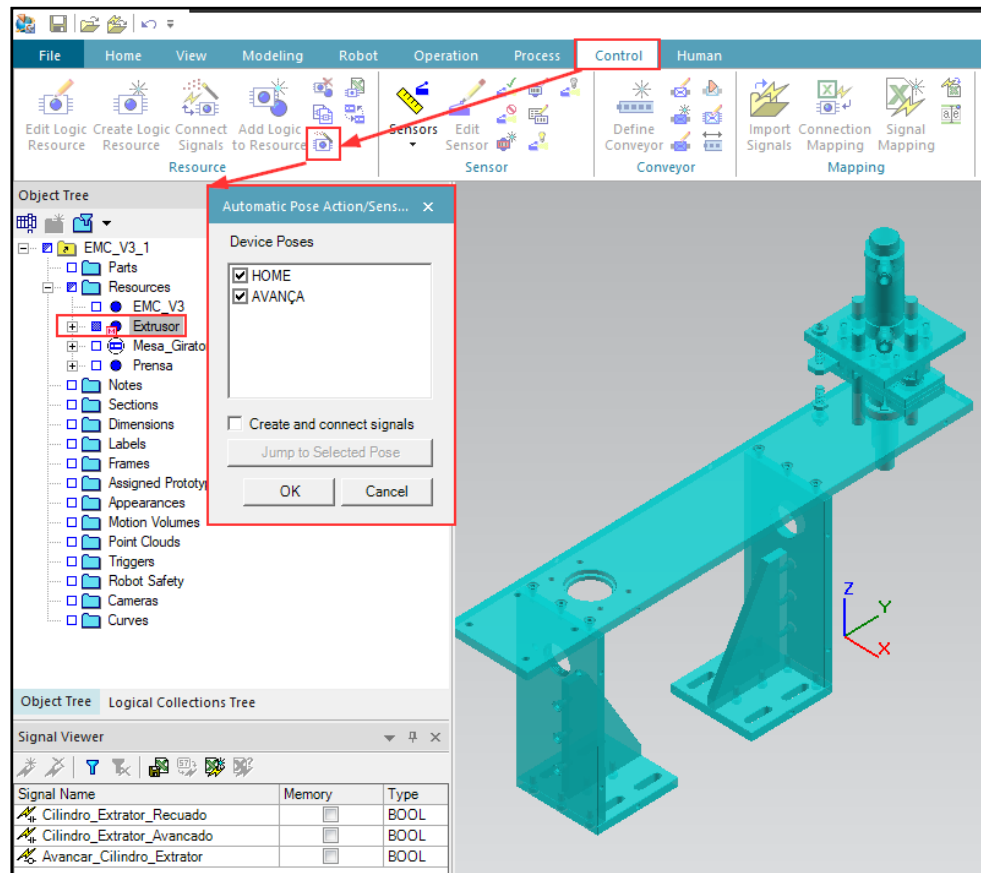 File Home View Modeling Robot Operation Process Control Human
Edit Logic Create Logic Connect Add Logic Sensors Edit Define Import Connection Signal
Resource Resource Signals to Resource Sensor Conveyor Signals Mapping Mapping
Resource Sensor Conveyor Mapping
Object Tree
EMC_V3_1
Parts
Resources
EMC_V3
Extrusor
Mesa_Girato
Prensa
Notes
Sections
Dimensions
Labels
Frames
Assigned Prototy
Appearances
Motion Volumes
Point Clouds
Triggers
Robot Safety
Cameras
Curves
Automatic Pose Action/Sens...
Device Poses
HOME
AVANÇA
Create and connect signals
Jump to Selected Pose
OK Cancel
Z
Y
X
Object Tree Logical Collections Tree
Signal Viewer
Signal Name Memory Type
Cilindro_Extrator_Recuado BOOL
Cilindro_Extrator_Avancado BOOL
Avancar_Cilindro_Extrator BOOL